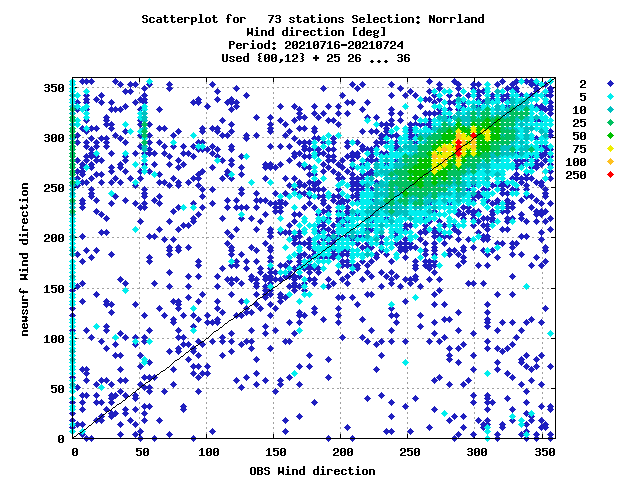 Scatterplot for   73 stations Selection: Norrland
Wind direction [deg]
Period: 20210716-20210724
Used {00,12} + 25 26 ... 36
350
300
250
200
150
100
50
0
newsurf Wind direction
0 50 100 150 200 250 300 350
OBS Wind direction
2
5
10
25
50
75
100
250